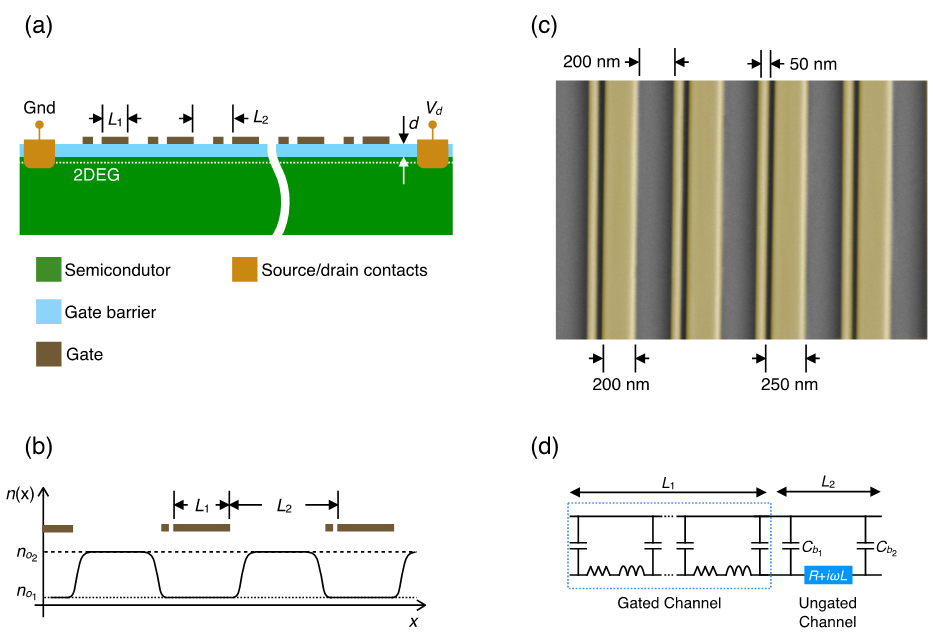 (a)
Gnd
L1
L2
d
Vd
2DEG
Semicondutor
Source/drain contacts
Gate barrier
Gate
(b)
n(x)
L1
L2
no2
no1
x
(c)
200 nm
50 nm
200 nm
250 nm
(d)
L1
L2
Cb1
Cb2
R+iωL
Gated Channel
Ungated
Channel